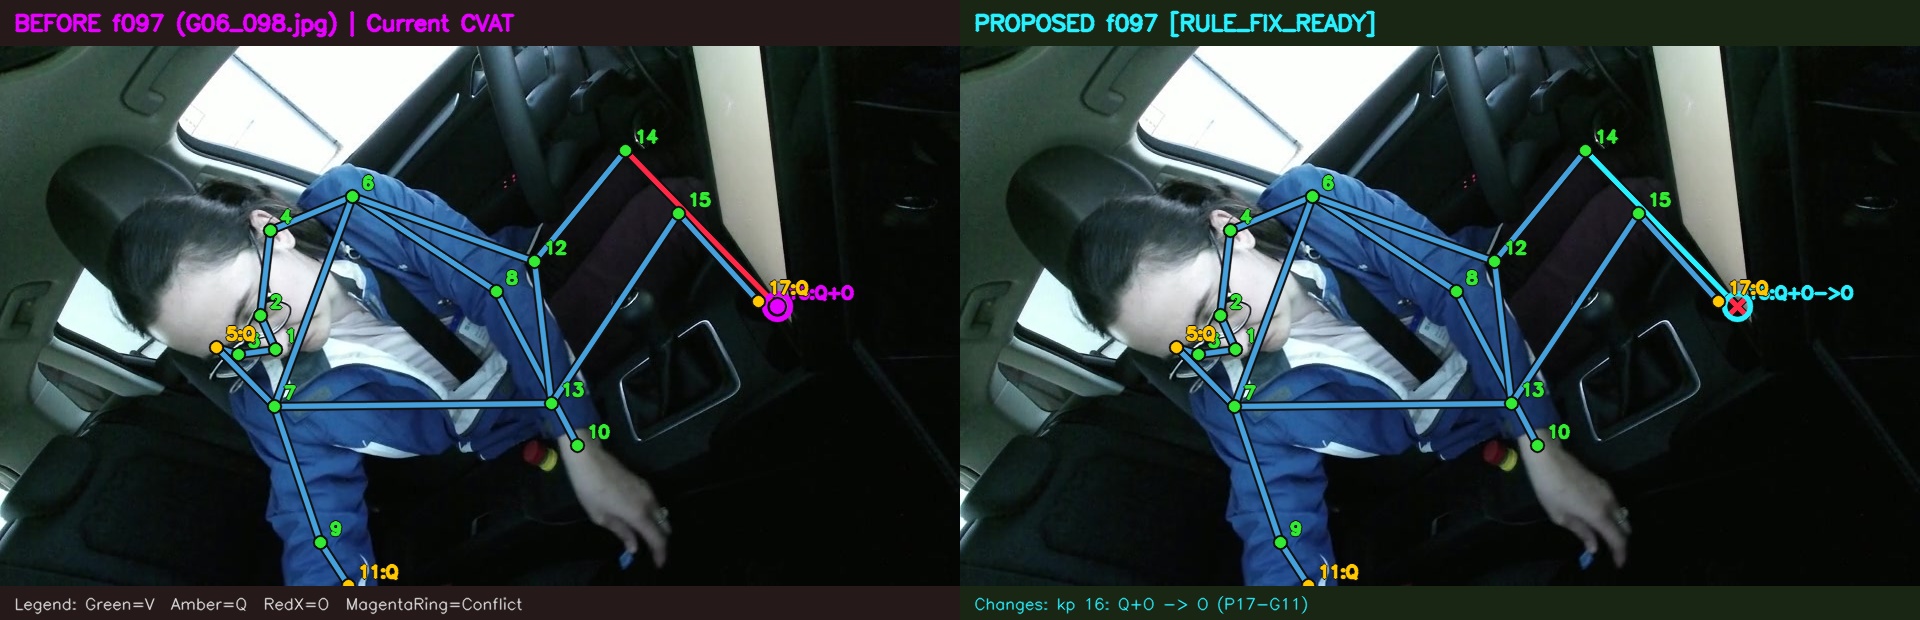 BEFORE f097 (G06_098.jpg) | Current CVAT
PROPOSED f097 [RULE_FIX_READY]
14
15
6
4
12
8
2
17:Q
:Q+O
5:Q
3
1
7
13
10
9
11:Q
14
15
6
4
12
8
2
17:Q
:Q+O->O
5:Q
3
1
7
13
10
9
11:Q
Legend: Green=V Amber=Q RedX=O MagentaRing=Conflict
Changes: kp 16: Q+O -> O (P17-G11)